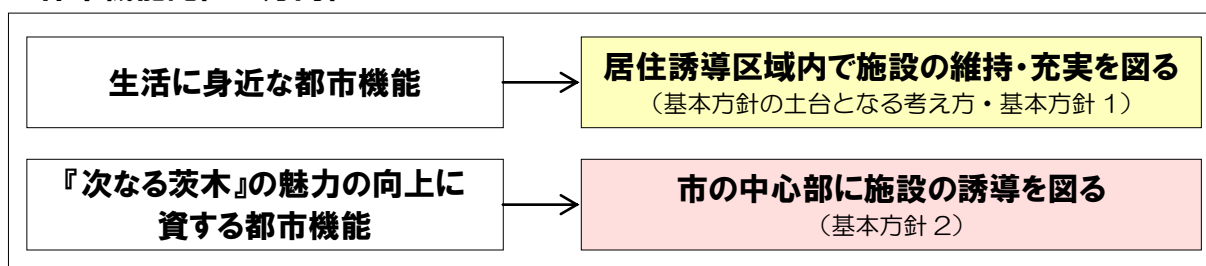 生活に身近な都市機能
居住誘導区域内で施設の維持・充実を図る
（基本方針の土台となる考え方・基本方針１）
『次なる茨木』の魅力の向上に
資する都市機能
市の中心部に施設の誘導を図る
（基本方針２）